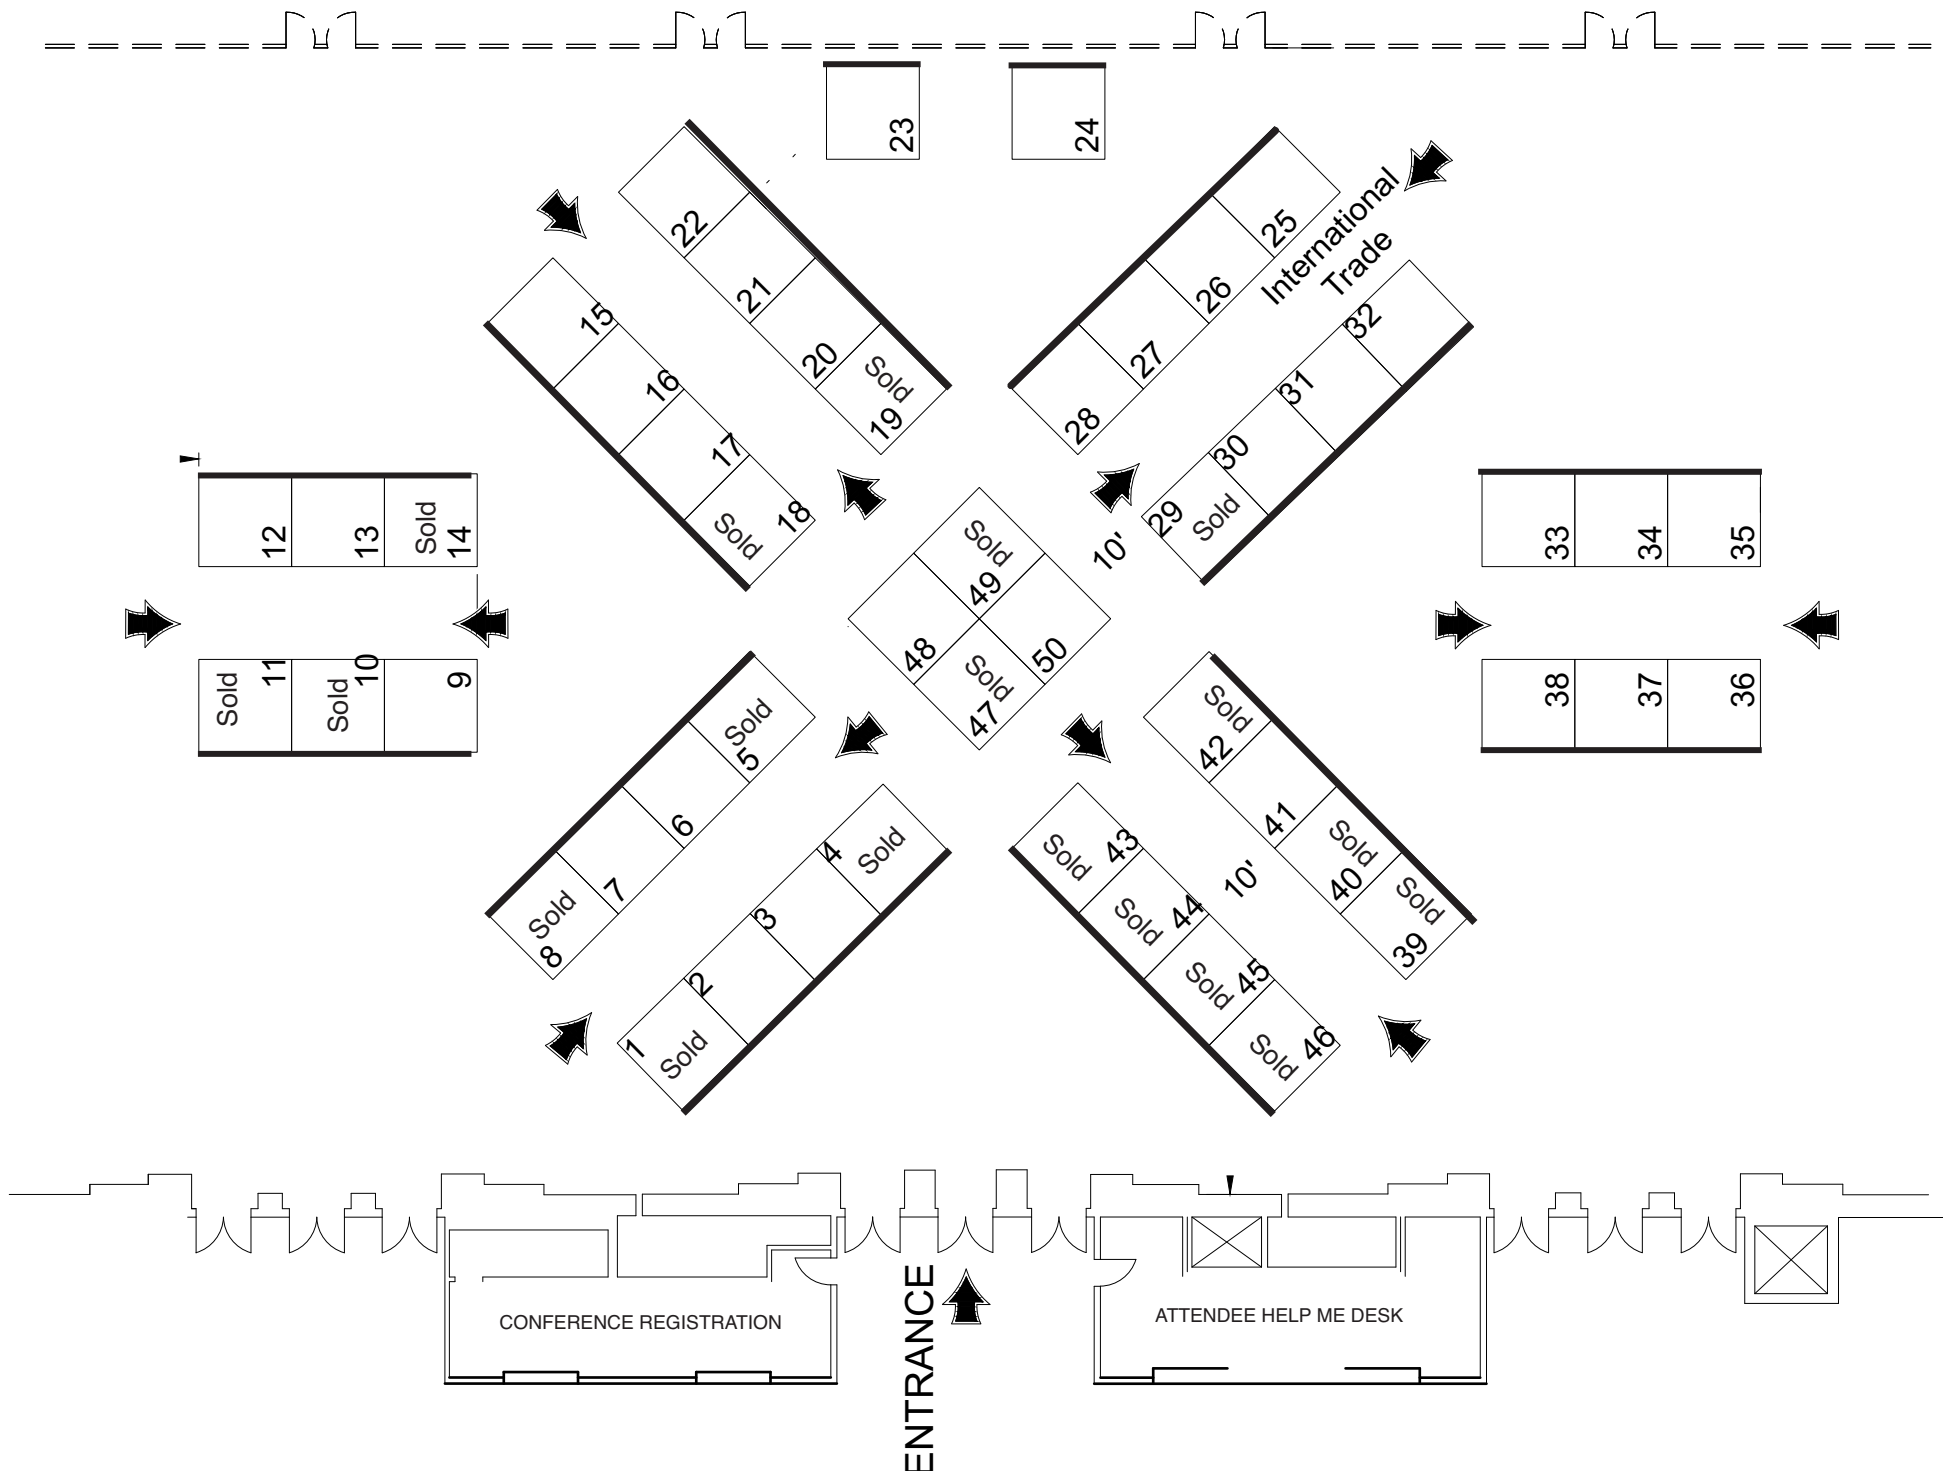 23
24
22
21
20
Sold
19
15
16
17
Sold
18
25
26
27
28
International
Trade
32
31
30
29
Sold
10'
12
13
Sold
14
Sold
11
Sold
10
9
33
34
35
38
37
36
Sold
49
48
50
Sold
47
Sold
5
6
7
Sold
8
4
Sold
3
2
1
Sold
Sold
42
41
Sold
40
Sold
39
10'
Sold
43
Sold
44
Sold
45
Sold
46
CONFERENCE REGISTRATION
ENTRANCE
ATTENDEE HELP ME DESK